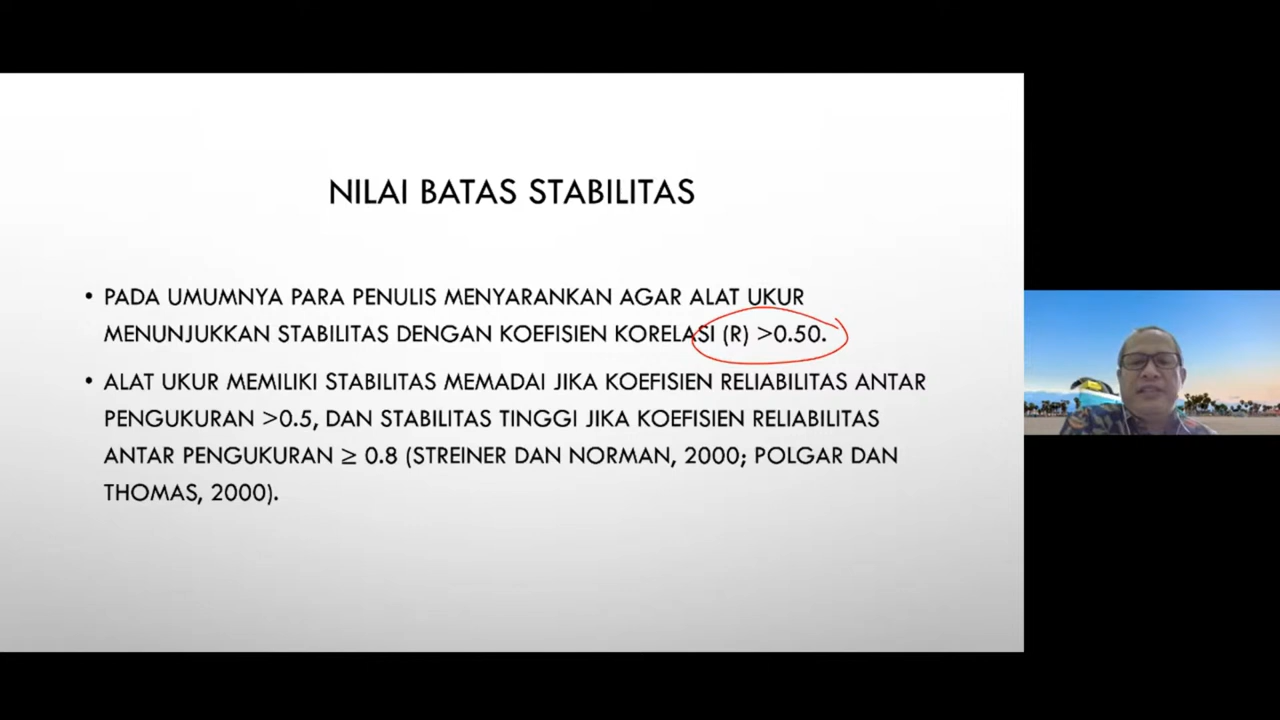 NILAI BATAS STABILITAS
• PADA UMUMNYA PARA PENULIS MENYARANKAN AGAR ALAT UKUR
MENUNJUKKAN STABILITAS DENGAN KOEFISIEN KORELASI (R) >0.50.
• ALAT UKUR MEMILIKI STABILITAS MEMADAI JIKA KOEFISIEN RELIABILITAS ANTAR
PENGUKURAN >0.5, DAN STABILITAS TINGGI JIKA KOEFISIEN RELIABILITAS
ANTAR PENGUKURAN ≥ 0.8 (STREINER DAN NORMAN, 2000; POLGAR DAN
THOMAS, 2000).